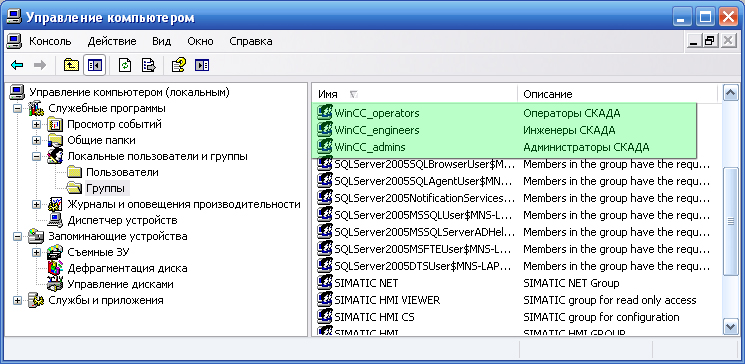 Управление компьютером
Консоль Действие Вид Окно Справка
Управление компьютером (локальным)
Служебные программы
Просмотр событий
Общие папки
Локальные пользователи и группы
Пользователи
Группы
Журналы и оповещения производительности
Диспетчер устройств
Запоминающие устройства
Съемные ЗУ
Дефрагментация диска
Управление дисками
Службы и приложения
Имя Описание
WinCC_operators Операторы СКАДА
WinCC_engineers Инженеры СКАДА
WinCC_admins Администраторы СКАДА
SQLServer2005SQLBrowserUser$MN... Members in the group have the requ...
SQLServer2005SQLAgentUser$MN... Members in the group have the requ...
SQLServer2005NotificationServices... Members in the group have the requ...
SQLServer2005MSSQLUser$MNS-L... Members in the group have the requ...
SQLServer2005MSSQLServerADHel... Members in the group have the requ...
SQLServer2005MSFTEUser$MNS-L... Members in the group have the requ...
SQLServer2005DTSUser$MNS-LAP... Members in the group have the requ...
SIMATIC NET SIMATIC NET Group
SIMATIC HMI VIEWER SIMATIC group for read only access
SIMATIC HMI CS SIMATIC group for configuration
SIMATIC HMI SIMATIC HMI GROUP